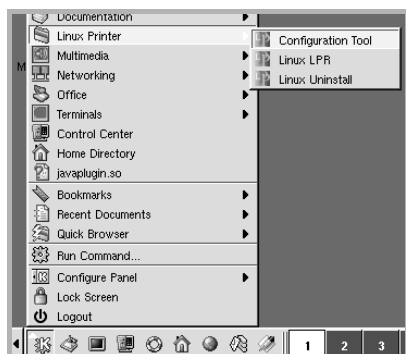 Documentation
Linux Printer
Multimedia
M
Networking
Office
Terminals
Control Center
Home Directory
javaplugin.so
Bookmarks
Recent Documents
Quick Browser
Run Command...
Configure Panel
Lock Screen
Logout
Configuration Tool
Linux LPR
Linux Uninstall
K
1 2 3